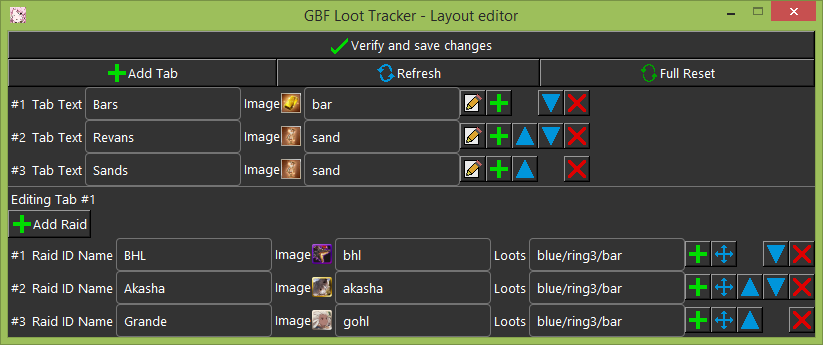 GBF Loot Tracker - Layout editor
Verify and save changes
Add Tab Refresh Full Reset
#1 Tab Text Bars Image bar
#2 Tab Text Revans Image sand
#3 Tab Text Sands Image sand
Editing Tab #1
Add Raid
#1 Raid ID Name BHL Image bhl Loots blue/ring3/bar
#2 Raid ID Name Akasha Image akasha Loots blue/ring3/bar
#3 Raid ID Name Grande Image gohl Loots blue/ring3/bar